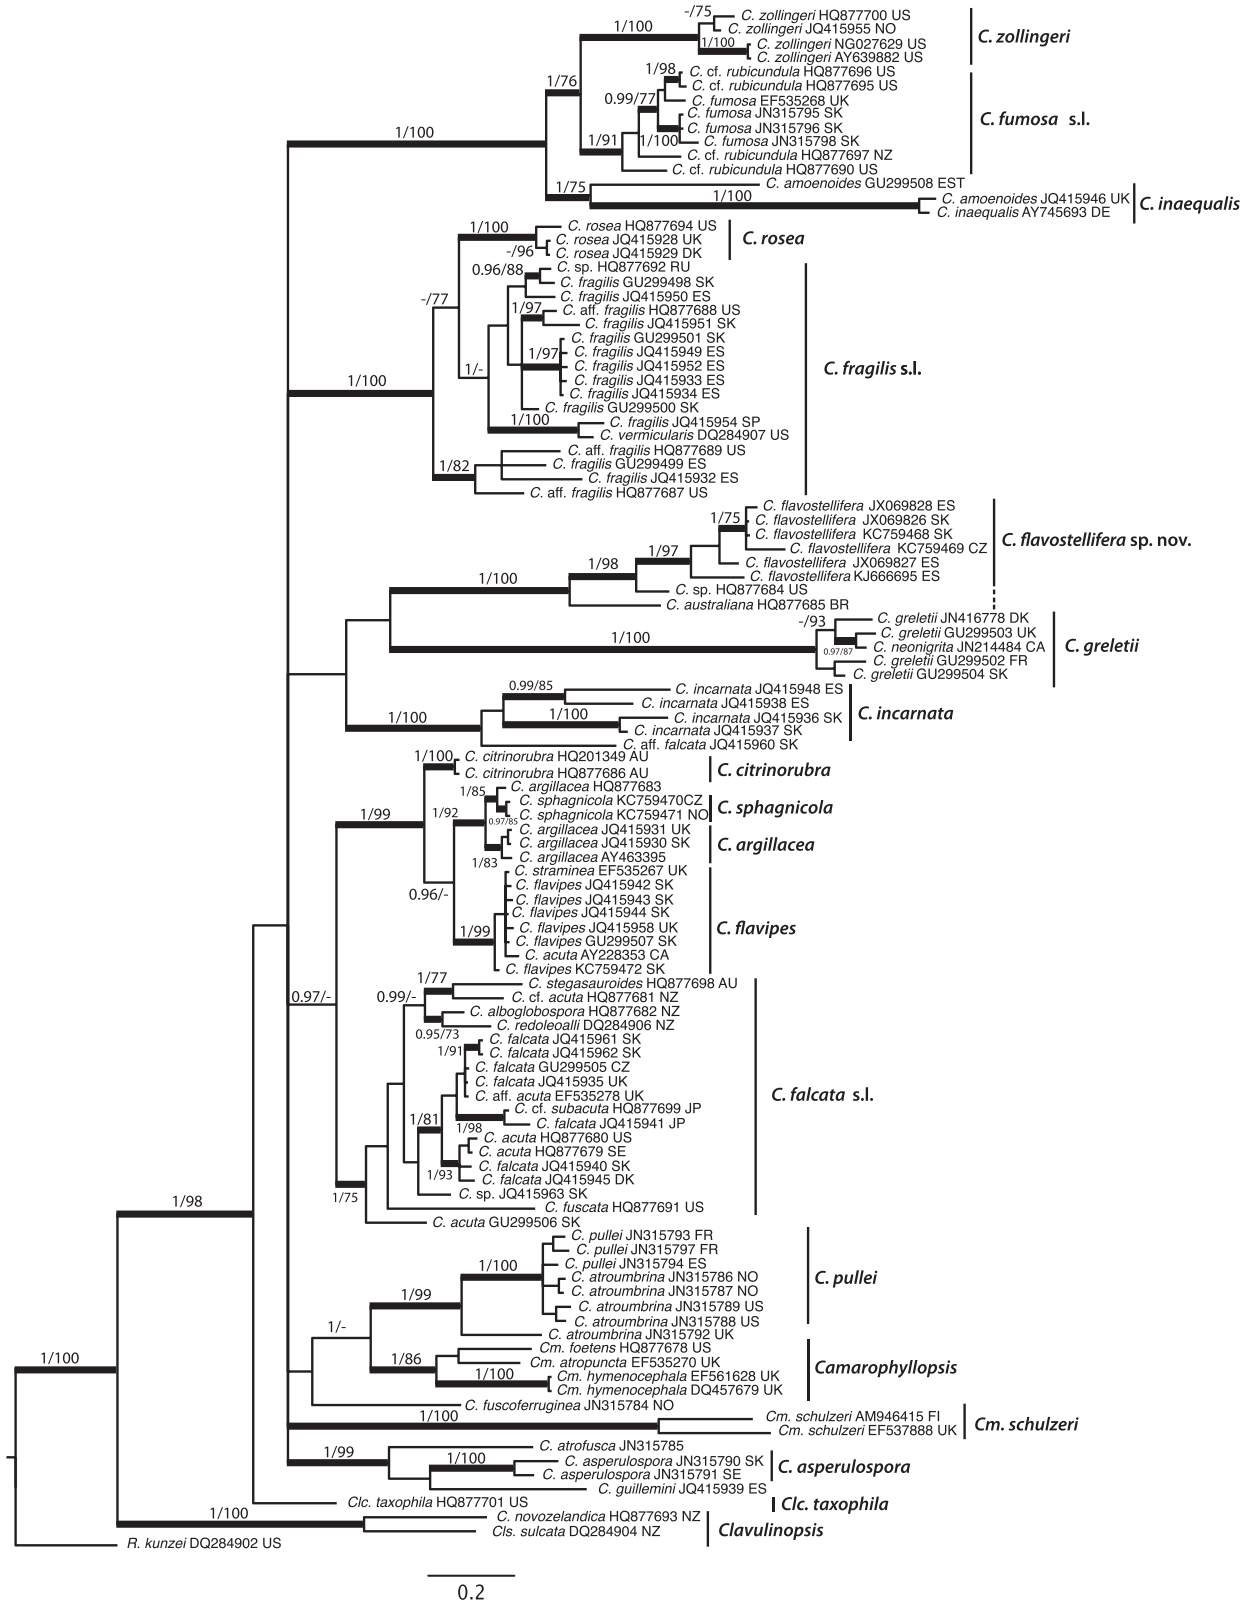 -/75
C. zollingeri HQ877700 US
1/100
C. zollingeri JQ415955 NO
C. zollingeri
1/100
C. zollingeri NG027629 US
C. zollingeri AY639882 US
1/76
1/98
C. cf. rubicundula HQ877696 US
C. cf. rubicundula HQ877695 US
0.99/77
C. fumosa EF535268 UK
C. fumosa JN315795 SK
C. fumosa s.l.
C. fumosa JN315796 SK
1/100
1/91
1/100
C. fumosa JN315798 SK
C. cf. rubicundula HQ877697 NZ
C. cf. rubicundula HQ877690 US
1/75
C. amoenoides GU299508 EST
1/100
C. amoenoides JQ415946 UK
C. inaequalis
C. inaequalis AY745693 DE
1/100
C. rosea HQ877694 US
C. rosea JQ415928 UK
C. rosea
-/96
C. rosea JQ415929 DK
0.96/88
C. sp. HQ877692 RU
C. fragilis GU299498 SK
-/77
C. fragilis JQ415950 ES
1/97
C. aff. fragilis HQ877688 US
C. fragilis JQ415951 SK
C. fragilis GU299501 SK
1/97
C. fragilis JQ415949 ES
1/-
C. fragilis JQ415952 ES
C. fragilis s.l.
1/100
C. fragilis JQ415933 ES
C. fragilis JQ415934 ES
C. fragilis GU299500 SK
1/100
C. fragilis JQ415954 SP
C. vermicularis DQ284907 US
C. aff. fragilis HQ877689 US
1/82
C. fragilis GU299499 ES
C. fragilis JQ415932 ES
C. aff. fragilis HQ877687 US
C. flavostellifera JX069828 ES
1/75
C. flavostellifera JX069826 SK
C. flavostellifera KC759468 SK
C. flavostellifera sp. nov.
1/97
C. flavostellifera KC759469 CZ
1/98
C. flavostellifera JX069827 ES
C. flavostellifera KJ666695 ES
1/100
C. sp. HQ877684 US
C. australiana HQ877685 BR
-/93
C. greletii JN416778 DK
1/100
C. greletii GU299503 UK
0.97/87
C. neonigrita JN214484 CA
C. greletii
C. greletii GU299502 FR
C. greletii GU299504 SK
0.99/85
C. incarnata JQ415948 ES
C. incarnata JQ415938 ES
1/100
1/100
C. incarnata JQ415936 SK
C. incarnata
C. incarnata JQ415937 SK
C. aff. falcata JQ415960 SK
1/100
C. citrinorubra HQ201349 AU
C. citrinorubra
C. citrinorubra HQ877686 AU
1/85
C. argillacea HQ877683
1/99
1/92
C. sphagnicola KC759470CZ
C. sphagnicola
0.97/85
C. sphagnicola KC759471 NO
C. argillacea JQ415931 UK
C. argillacea JQ415930 SK
C. argillacea
1/83
C. argillacea AY463395
C. straminea EF535267 UK
0.96/-
C. flavipes JQ415942 SK
C. flavipes JQ415943 SK
C. flavipes JQ415944 SK
1/99
C. flavipes JQ415958 UK
C. flavipes
C. flavipes GU299507 SK
C. acuta AY228353 CA
C. flavipes KC759472 SK
1/77
C. stegasauroides HQ877698 AU
0.97/-
0.99/-
C. cf. acuta HQ877681 NZ
C. alboglobospora HQ877682 NZ
0.95/73
C. redoleoalli DQ284906 NZ
1/91
C. falcata JQ415961 SK
C. falcata JQ415962 SK
C. falcata GU299505 CZ
C. falcata JQ415935 UK
C. falcata s.l.
C. aff. acuta EF535278 UK
1/81
C. cf. subacuta HQ877699 JP
1/98
C. falcata JQ415941 JP
C. acuta HQ877680 US
C. acuta HQ877679 SE
1/93
C. falcata JQ415940 SK
C. falcata JQ415945 DK
1/75
C. sp. JQ415963 SK
1/98
C. fuscata HQ877691 US
C. acuta GU299506 SK
C. pullei JN315793 FR
C. pullei JN315797 FR
1/100
C. pullei JN315794 ES
C. pullei
C. atroumbrina JN315786 NO
1/99
C. atroumbrina JN315787 NO
C. atroumbrina JN315789 US
C. atroumbrina JN315788 US
1/-
C. atroumbrina JN315792 UK
Cm. foetens HQ877678 US
1/86
Cm. atropuncta EF535270 UK
Camarophyllopsis
1/100
1/100
Cm. hymenocephala EF561628 UK
Cm. hymenocephala DQ457679 UK
C. fuscoferruginea JN315784 NO
1/100
Cm. schulzeri AM946415 FI
Cm. schulzeri
Cm. schulzeri EF537888 UK
1/99
C. atrofusca JN315785
1/100
C. asperulospora JN315790 SK
C. asperulospora
C. asperulospora JN315791 SE
C. guillemini JQ415939 ES
Clc. taxophila HQ877701 US
Clc. taxophila
1/100
C. novozelandica HQ877693 NZ
Clavulinopsis
Cls. sulcata DQ284904 NZ
R. kunzei DQ284902 US
0.2